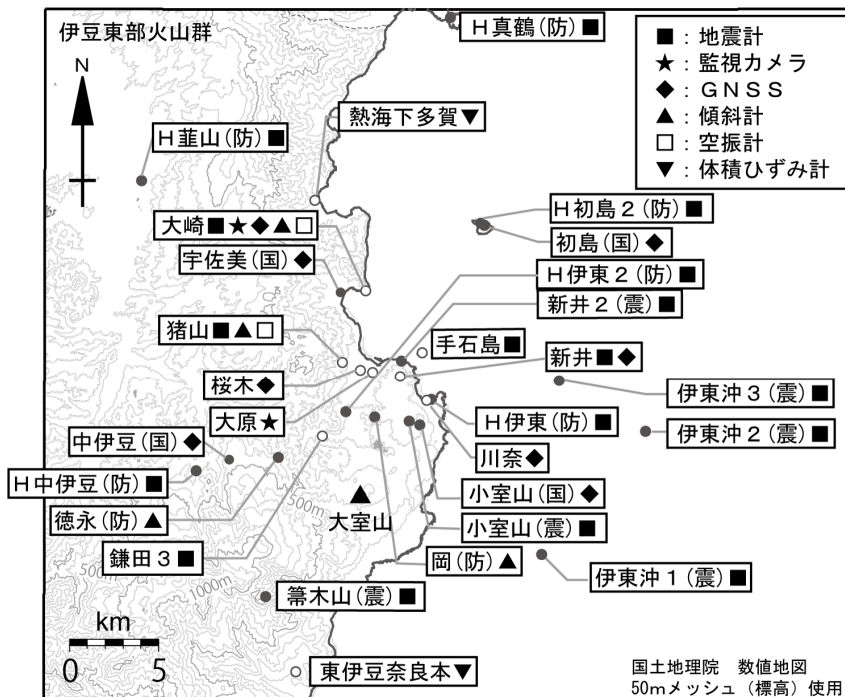 伊豆東部火山群
H真鶴(防)■
■：地震計
★：監視カメラ
◆：GNSS
▲：傾斜計
□：空振計
▼：体積ひずみ計
N
熱海下多賀▼
H韮山(防)■
H初島2(防)■
初島(国)◆
大崎■★◆▲□
宇佐美(国)◆
H伊東2(防)■
新井2(震)■
猪山■▲□
手石島■
新井■◆
桜木◆
伊東沖3(震)■
大原★
H伊東(防)■
伊東沖2(震)■
中伊豆(国)◆
川奈◆
H中伊豆(防)■
小室山(国)◆
500m
徳永(防)▲
大室山
小室山(震)■
鎌田3■
岡(防)▲
伊東沖1(震)■
500m
1000m
箒木山(震)■
km
0 5
東伊豆奈良本▼
国土地理院　数値地図
50mメッシュ（標高）使用